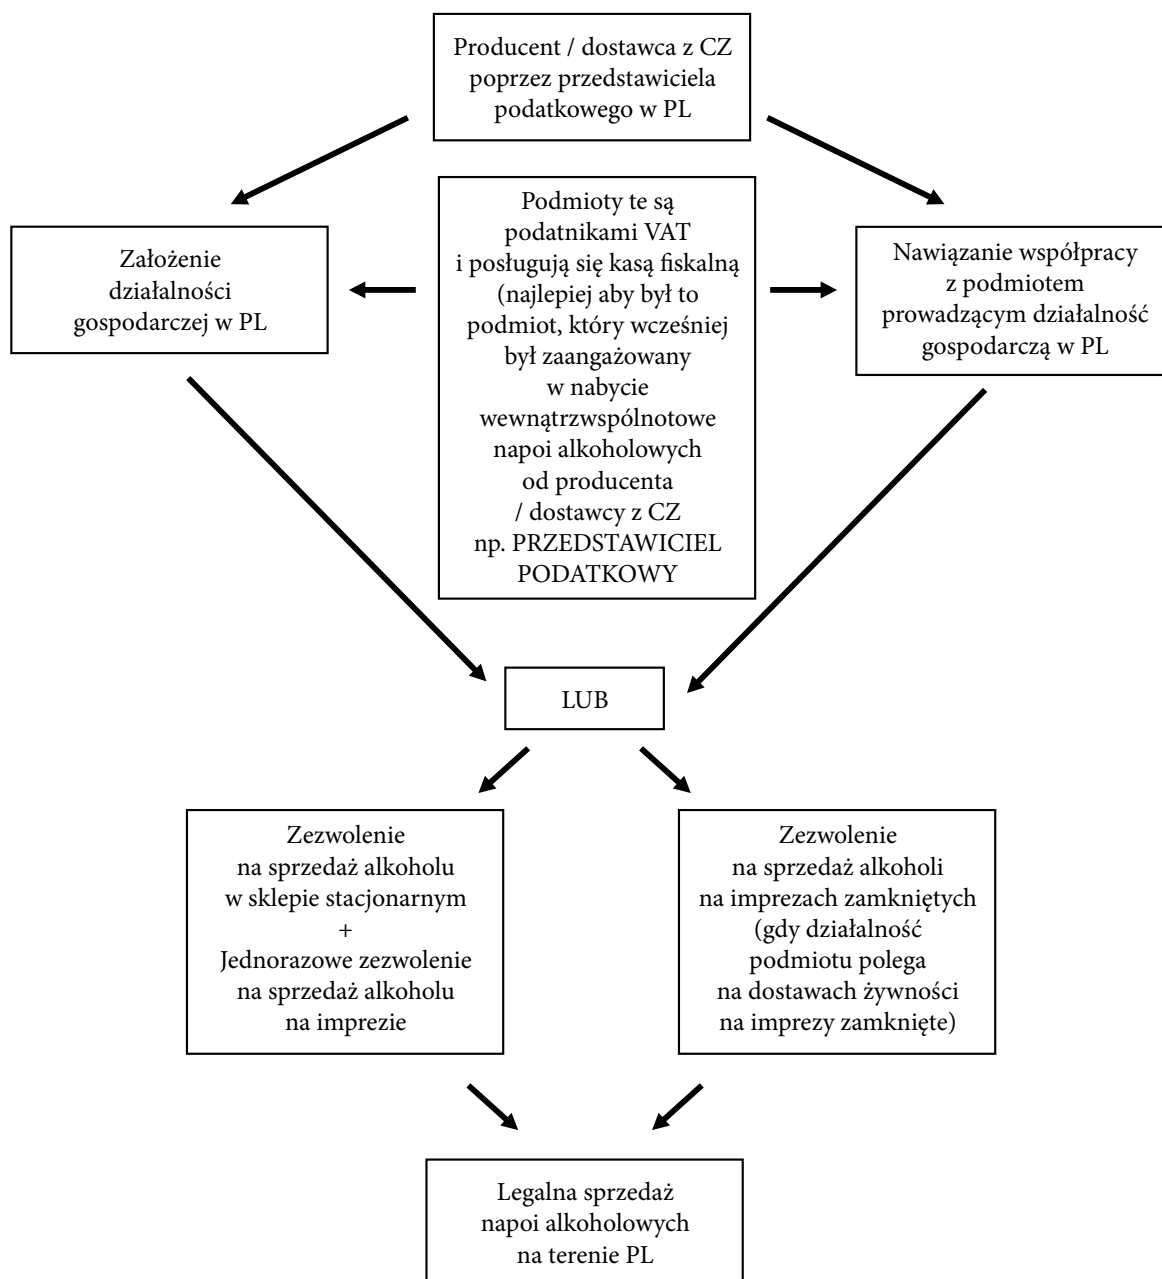 Producent / dostawca z CZ
poprzez przedstawiciela
podatkowego w PL
Założenie
działalności
gospodarczej w PL
Podmioty te są
podatnikami VAT
i posługują się kasą fiskalną
(najlepiej aby był to
podmiot, który wcześniej
był zaangażowany
w nabycie
wewnątrzwspólnotowe
napoi alkoholowych
od producenta
/ dostawcy z CZ
np. PRZEDSTAWICIEL
PODATKOWY
Nawiązanie współpracy
z podmiotem
prowadzącym działalność
gospodarczą w PL
LUB
Zezwolenie
na sprzedaż alkoholu
w sklepie stacjonarnym
+
Jednorazowe zezwolenie
na sprzedaż alkoholu
na imprezie
Zezwolenie
na sprzedaż alkoholi
na imprezach zamkniętych
(gdy działalność
podmiotu polega
na dostawach żywności
na imprezy zamknięte)
Legalna sprzedaż
napoi alkoholowych
na terenie PL